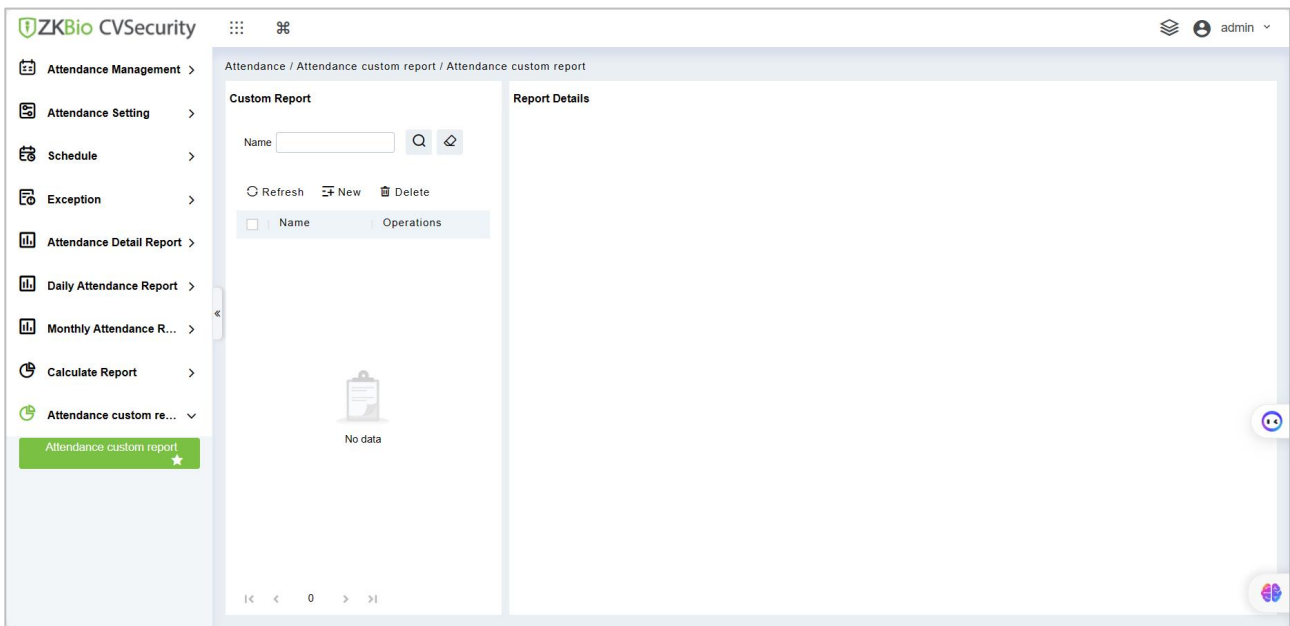 ZKBio CVSecurity
admin
Attendance Management
Attendance Setting
Schedule
Exception
Attendance Detail Report
Daily Attendance Report
Monthly Attendance R...
Calculate Report
Attendance custom re...
Attendance custom report
Attendance / Attendance custom report / Attendance custom report
Custom Report
Name
Refresh New Delete
Name Operations
No data
0
Report Details